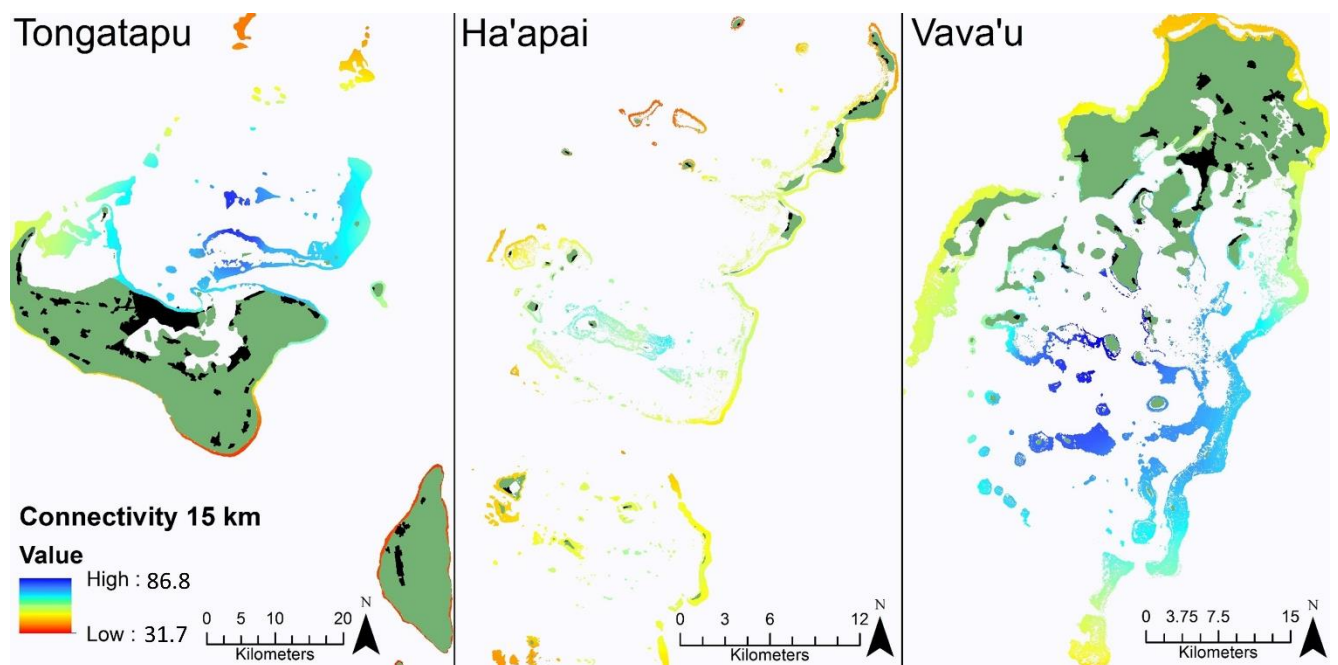 Tongatapu
Ha'apai
Vava'u
Connectivity 15 km
Value
High : 86.8
Low : 31.7
0 10 20
Kilometers
N
0 3 6 12
Kilometers
N
0 3.75 7.5 15
Kilometers
N